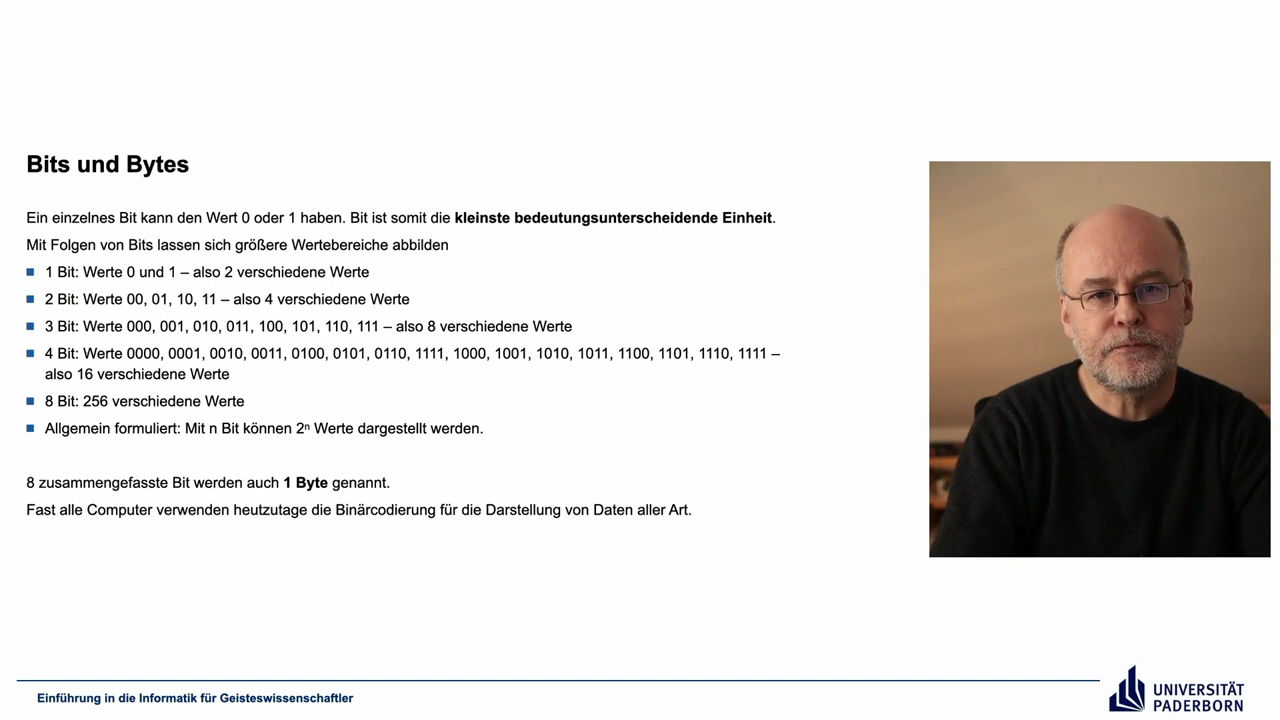 Bits und Bytes
Ein einzelnes Bit kann den Wert 0 oder 1 haben. Bit ist somit die kleinste bedeutungsunterscheidende Einheit.
Mit Folgen von Bits lassen sich größere Wertebereiche abbilden
1 Bit: Werte 0 und 1 – also 2 verschiedene Werte
2 Bit: Werte 00, 01, 10, 11 – also 4 verschiedene Werte
3 Bit: Werte 000, 001, 010, 011, 100, 101, 110, 111 – also 8 verschiedene Werte
4 Bit: Werte 0000, 0001, 0010, 0011, 0100, 0101, 0110, 1111, 1000, 1001, 1010, 1011, 1100, 1101, 1110, 1111 –
also 16 verschiedene Werte
8 Bit: 256 verschiedene Werte
Allgemein formuliert: Mit n Bit können 2ⁿ Werte dargestellt werden.
8 zusammengefasste Bit werden auch 1 Byte genannt.
Fast alle Computer verwenden heutzutage die Binärcodierung für die Darstellung von Daten aller Art.
Einführung in die Informatik für Geisteswissenschaftler
UNIVERSITÄT
PADERBORN